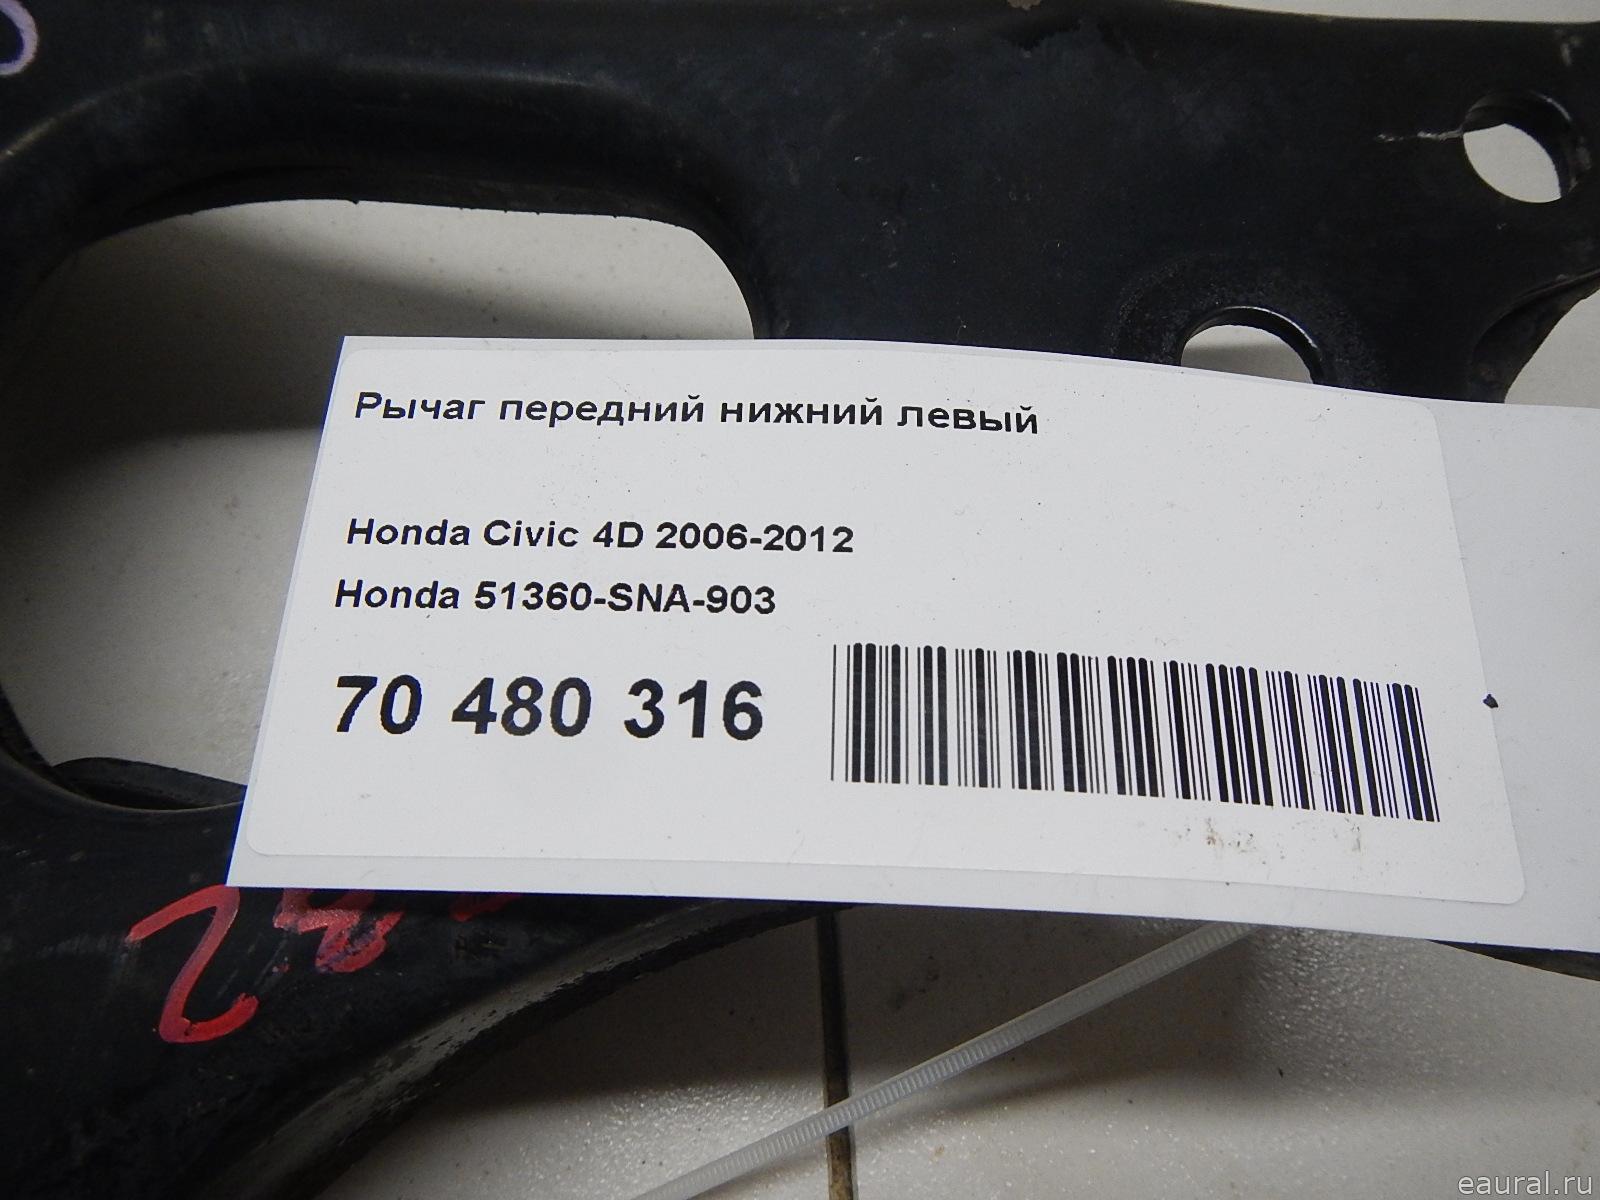 Рычаг передний нижний левый
Honda Civic 4D 2006-2012
Honda 51360-SNA-903
70 480 316
eaural.ru